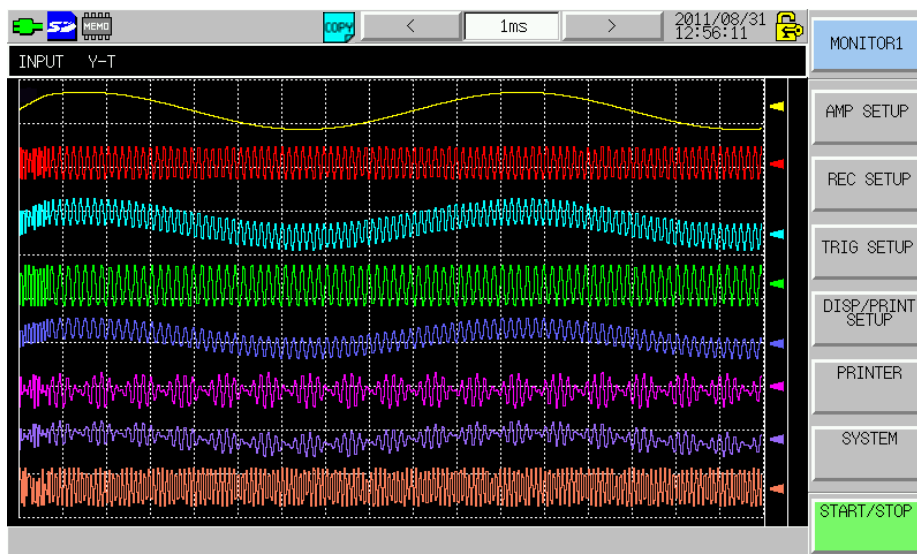 SD
MEMO
COPY
<
1ms
>
2011/08/31
12:56:11
MONITOR1
INPUT Y-T
AMP SETUP
REC SETUP
TRIG SETUP
DISP/PRINT
SETUP
PRINTER
SYSTEM
START/STOP